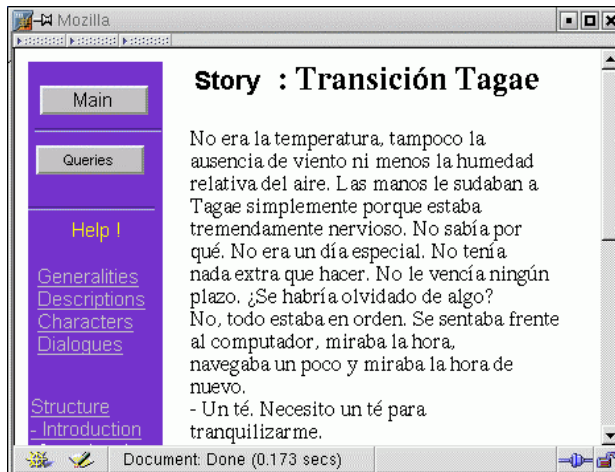 Mozilla
Main
Queries
Help !
Generalities
Descriptions
Characters
Dialogues
Structure
- Introduction
Story : Transición Tagae
No era la temperatura, tampoco la
ausencia de viento ni menos la humedad
relativa del aire. Las manos le sudaban a
Tagae simplemente porque estaba
tremendamente nervioso. No sabía por
qué. No era un día especial. No tenía
nada extra que hacer. No le vencía ningún
plazo. ¿Se habría olvidado de algo?
No, todo estaba en orden. Se sentaba frente
al computador, miraba la hora,
navegaba un poco y miraba la hora de
nuevo.
- Un té. Necesito un té para
tranquilizarme.
Document: Done (0.173 secs)